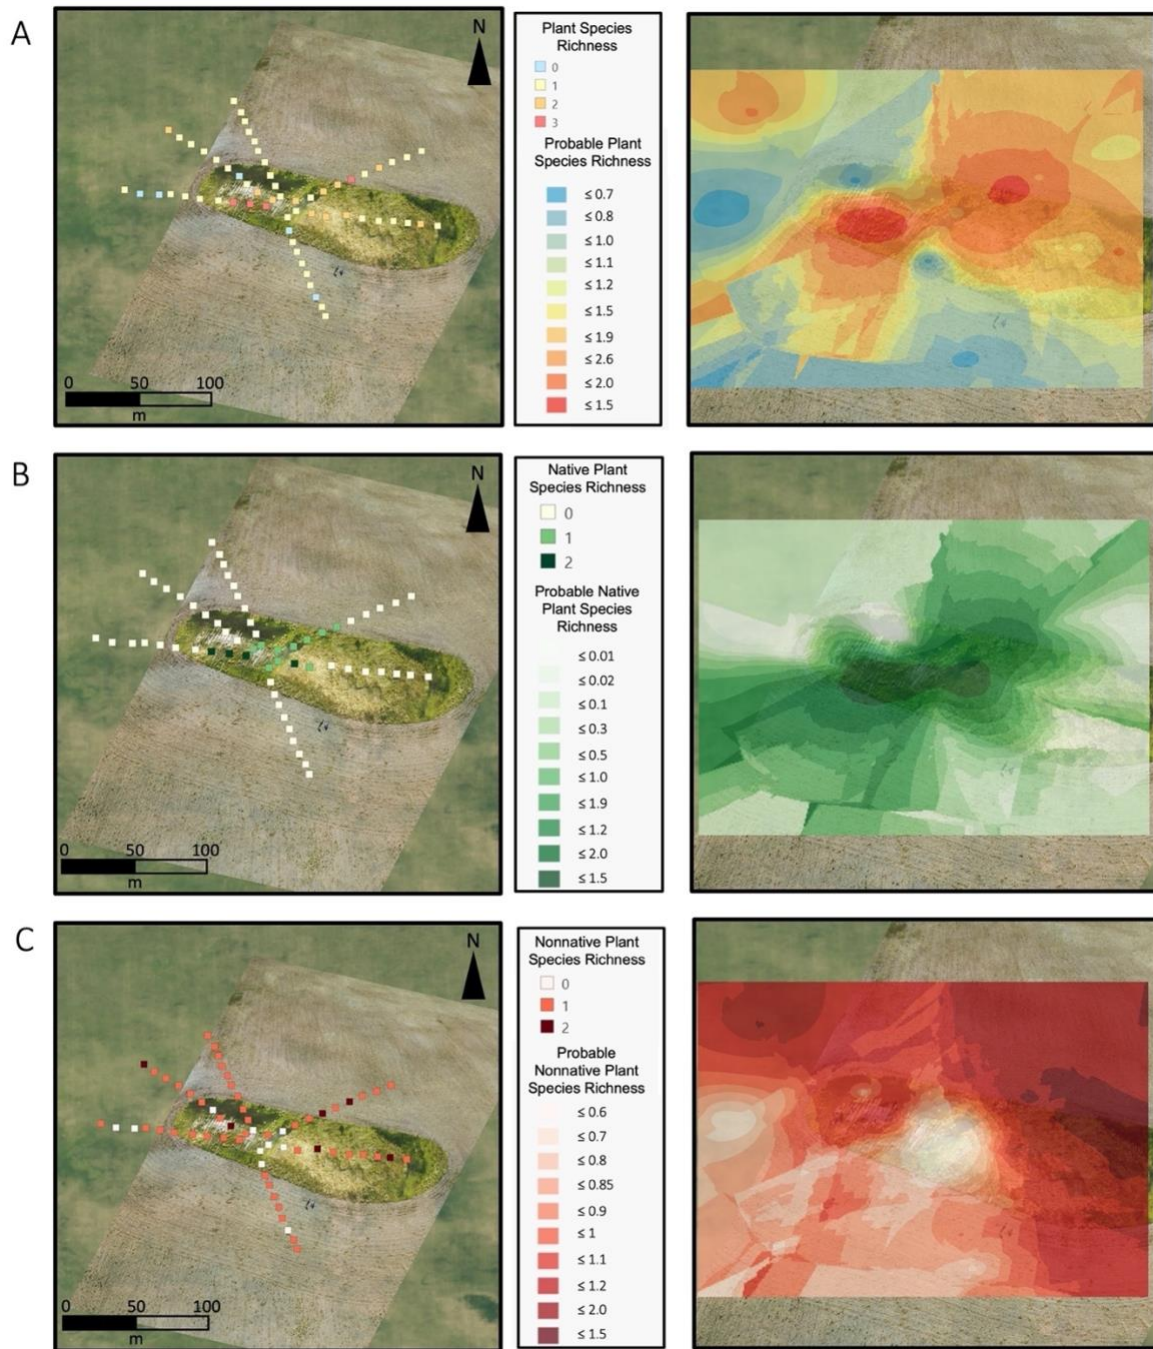 A
N
0 50 100
m
Plant Species
Richness
0
1
2
3
Probable Plant
Species Richness
≤ 0.7
≤ 0.8
≤ 1.0
≤ 1.1
≤ 1.2
≤ 1.5
≤ 1.9
≤ 2.6
≤ 2.0
≤ 1.5
B
N
0 50 100
m
Native Plant
Species Richness
0
1
2
Probable Native
Plant Species
Richness
≤ 0.01
≤ 0.02
≤ 0.1
≤ 0.3
≤ 0.5
≤ 1.0
≤ 1.9
≤ 1.2
≤ 2.0
≤ 1.5
C
N
0 50 100
m
Nonnative Plant
Species Richness
0
1
2
Probable
Nonnative Plant
Species Richness
≤ 0.6
≤ 0.7
≤ 0.8
≤ 0.85
≤ 0.9
≤ 1
≤ 1.1
≤ 1.2
≤ 2.0
≤ 1.5